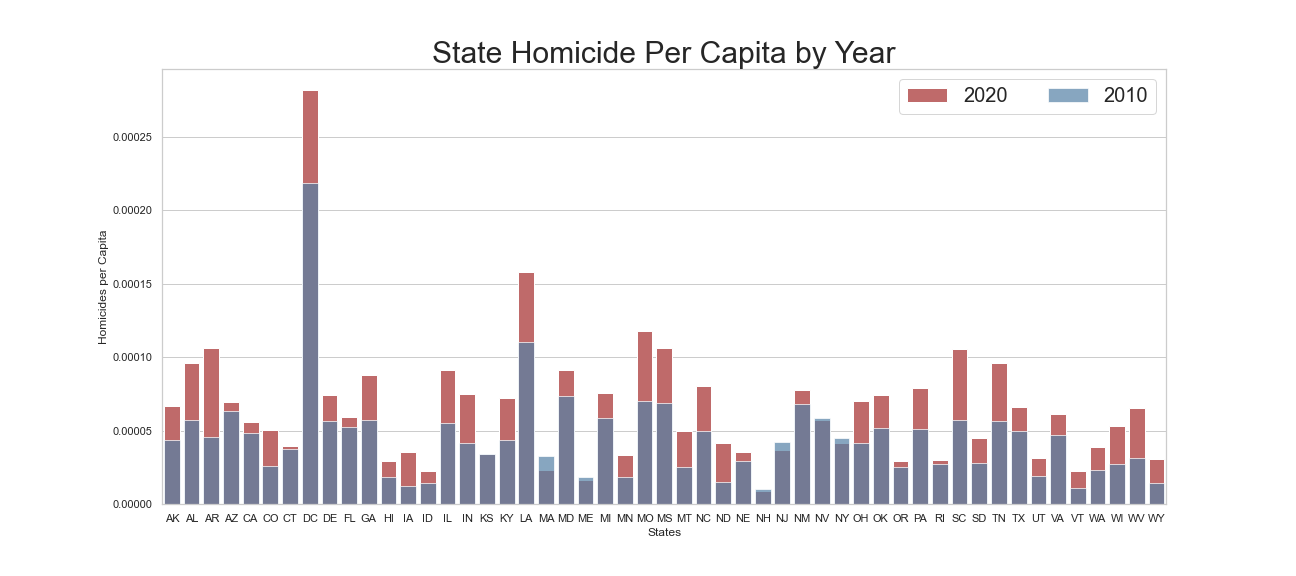 State Homicide Per Capita by Year
2020 2010
0.00025
0.00020
0.00015
0.00010
0.00005
0.00000
Homicides per Capita
AK AL AR AZ CA CO CT DC DE FL GA HI IA ID IL IN KS KY LA MA MD ME MI MN MO MS MT NC ND NE NH NJ NM NV NY OH OK OR PA RI SC SD TN TX UT VA VT WA WI WV WY
States